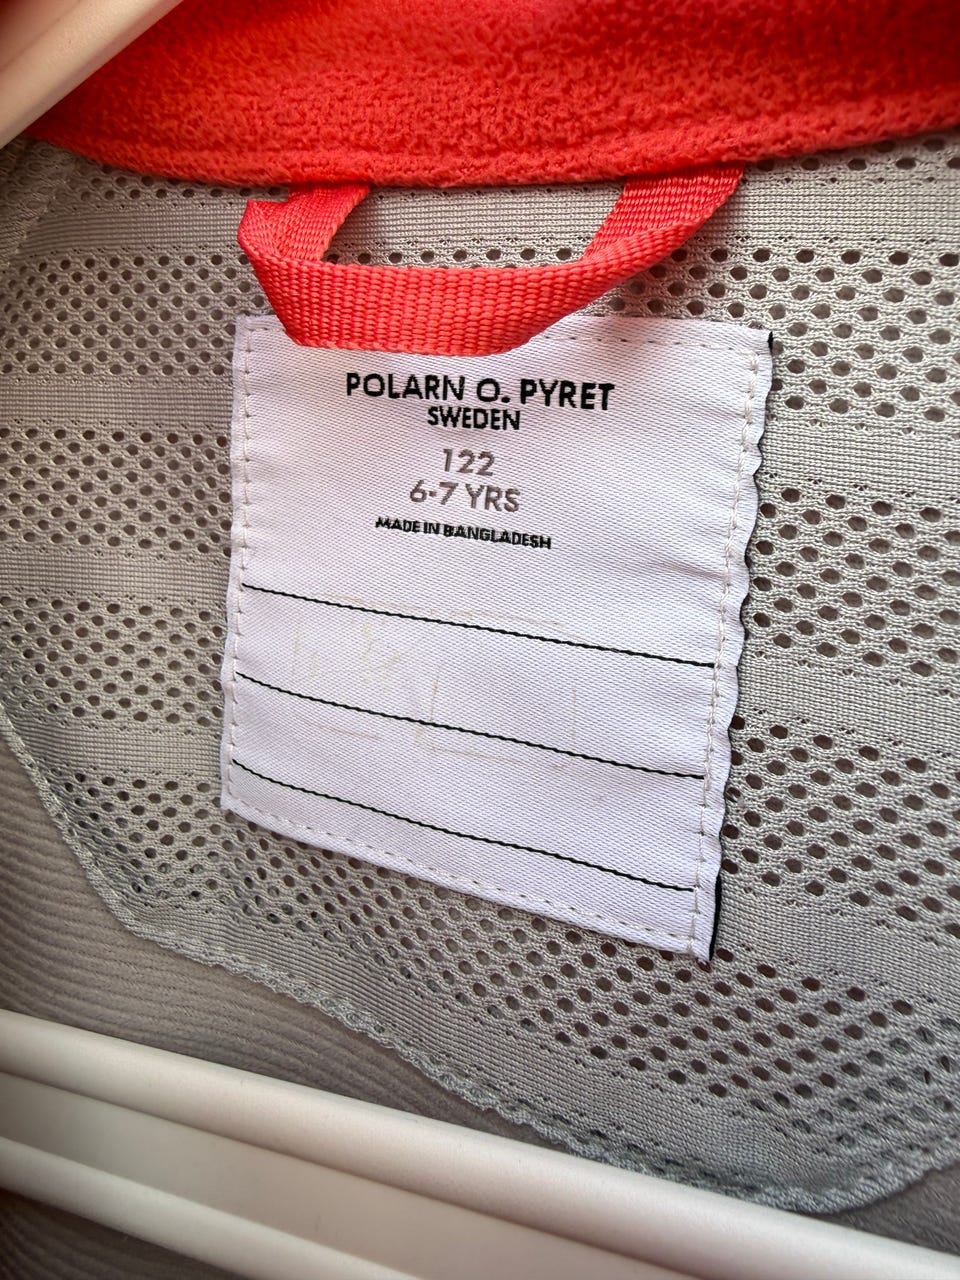 POLARN O. PYRET
SWEDEN
122
6-7 YRS
MADE IN BANGLADESH